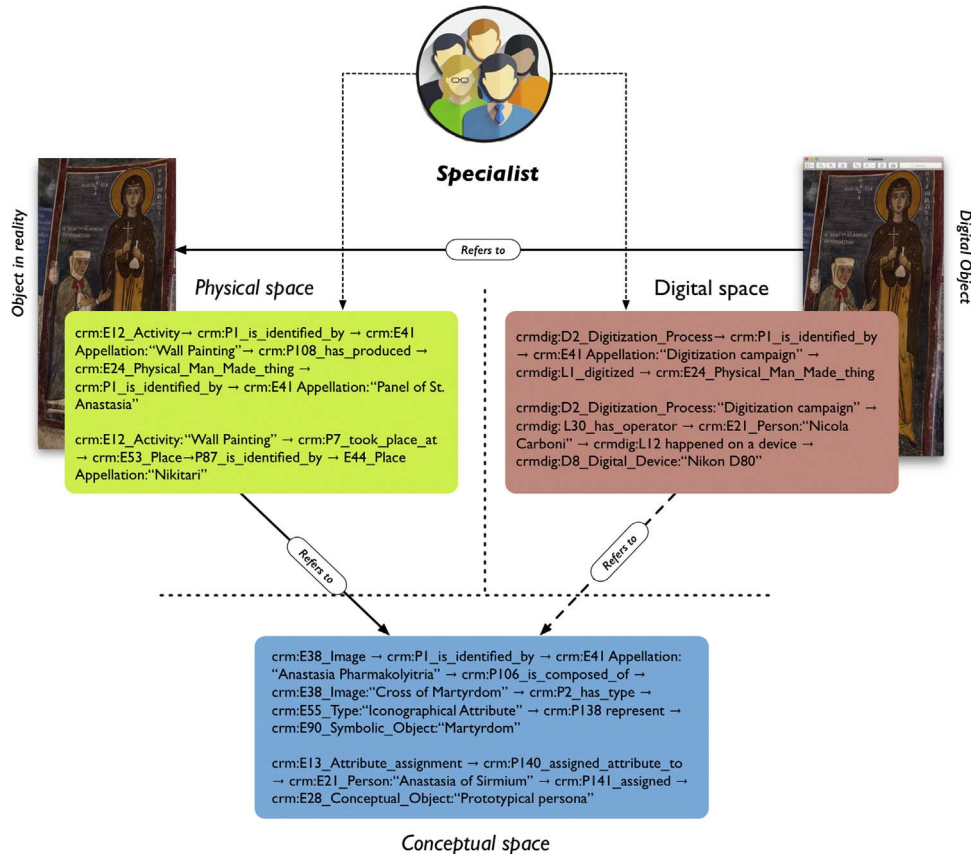 Specialist
Object in reality
Digital Object
Refers to
Physical space
Digital space
crm:E12_Activity→ crm:P1_is_identified_by → crm:E41
Appellation:“Wall Painting”→ crm:P108_has_produced →
crm:E24_Physical_Man_Made_thing →
crm:P1_is_identified_by → crm:E41 Appellation:“Panel of St.
Anastasia”
crm:E12_Activity:“Wall Painting” → crm:P7_took_place_at
→ crm:E53_Place→P87_is_identified_by → E44_Place
Appellation:“Nikitari”
crmdig:D2_Digitization_Process→ crm:P1_is_identified_by
→ crm:E41 Appellation:“Digitization campaign” →
crmdig:L1_digitized → crm:E24_Physical_Man_Made_thing
crmdig:D2_Digitization_Process:“Digitization campaign” →
crmdig: L30_has_operator → crm:E21_Person:“Nicola
Carboni” → crmdig:L12 happened on a device →
crmdig:D8_Digital_Device:“Nikon D80”
Refers to
Refers to
crm:E38_Image → crm:P1_is_identified_by → crm:E41 Appellation:
“Anastasia Pharmakolyitria” → crm:P106_is_composed_of →
crm:E38_Image:“Cross of Martyrdom” → crm:P2_has_type →
crm:E55_Type:“Iconographical Attribute” → crm:P138 represent →
crm:E90_Symbolic_Object:“Martyrdom”
crm:E13_Attribute_assignment → crm:P140_assigned_attribute_to
→ crm:E21_Person:“Anastasia of Sirmium” → crm:P141_assigned →
crm:E28_Conceptual_Object:“Prototypical persona”
Conceptual space